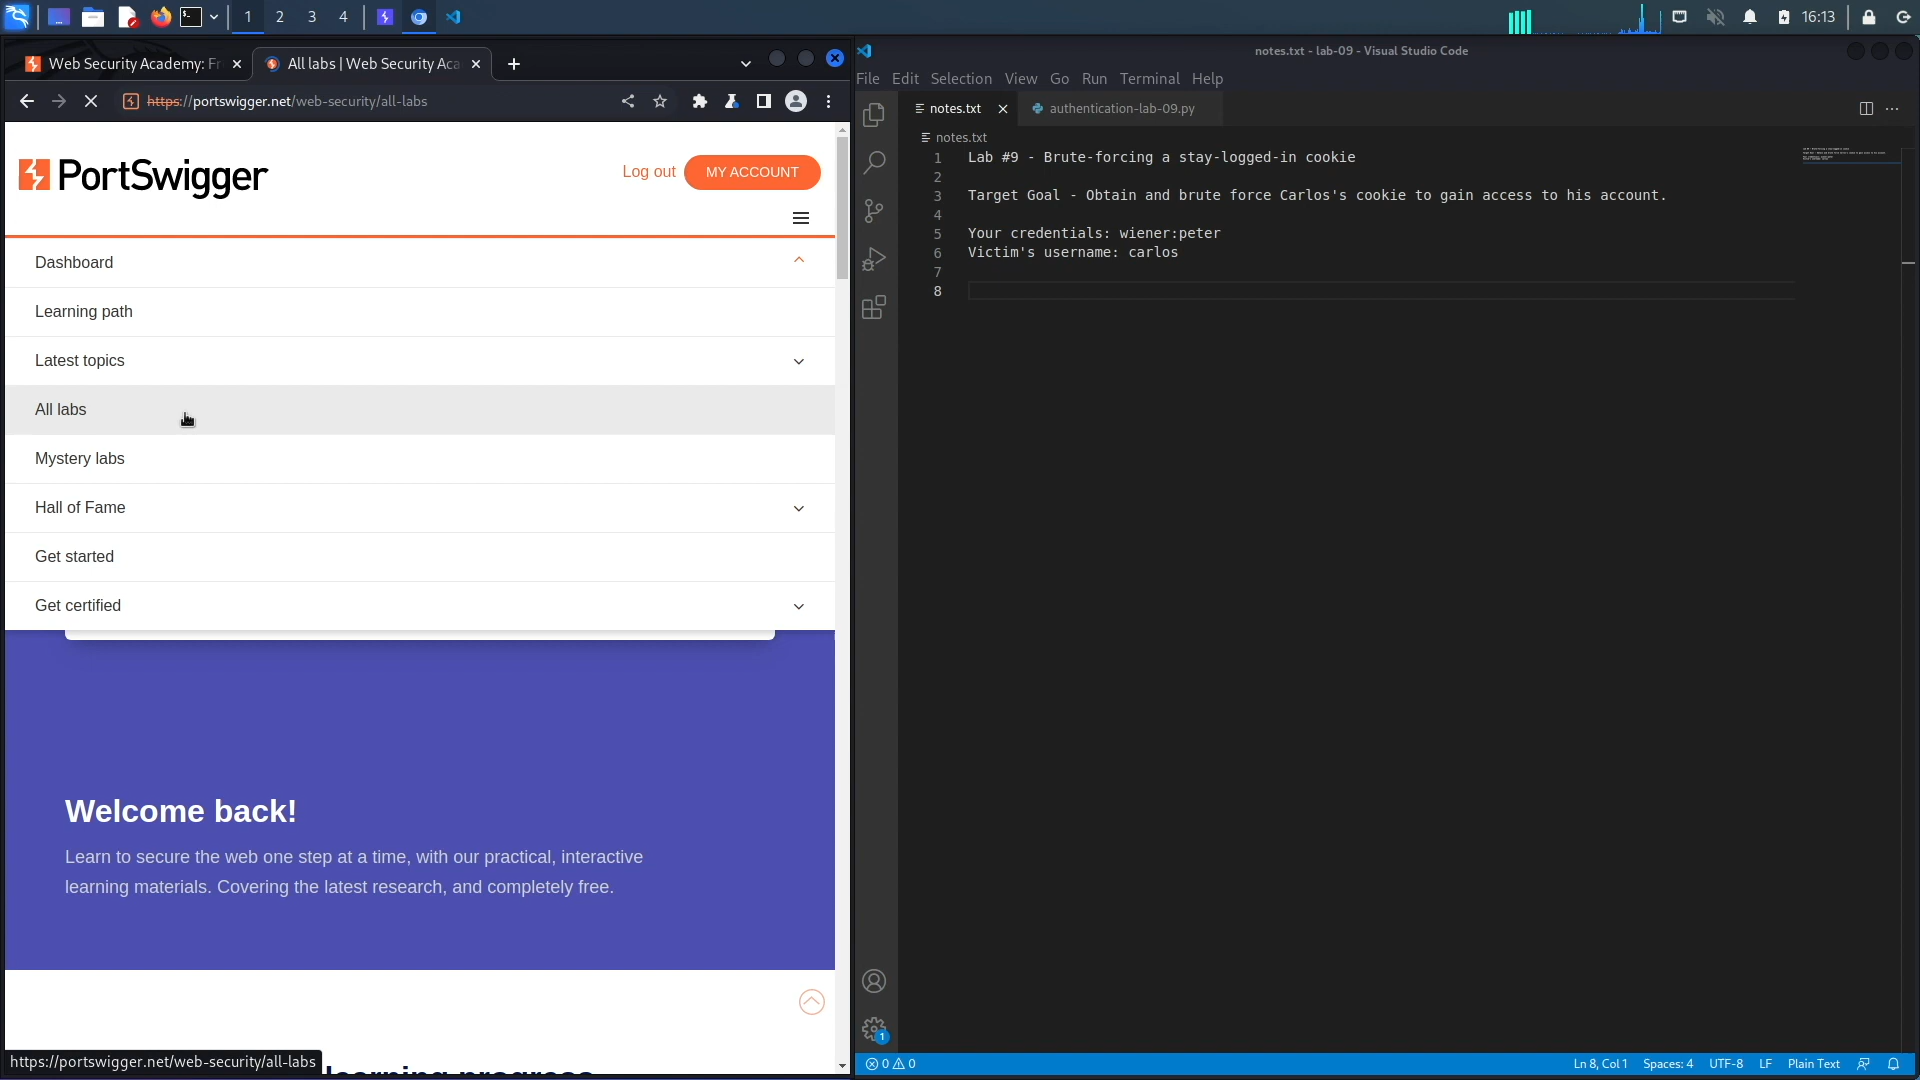 1 2 3 4
16:13
Web Security Academy: Fr
All labs | Web Security Aca
https://portswigger.net/web-security/all-labs
PortSwigger
Log out
MY ACCOUNT
Dashboard
Learning path
Latest topics
All labs
Mystery labs
Hall of Fame
Get started
Get certified
Welcome back!
Learn to secure the web one step at a time, with our practical, interactive
learning materials. Covering the latest research, and completely free.
learning progress
https://portswigger.net/web-security/all-labs
notes.txt - lab-09 - Visual Studio Code
File Edit Selection View Go Run Terminal Help
notes.txt
authentication-lab-09.py
notes.txt
1 Lab #9 - Brute-forcing a stay-logged-in cookie
2
3 Target Goal - Obtain and brute force Carlos's cookie to gain access to his account.
4
5 Your credentials: wiener:peter
6 Victim's username: carlos
7
8
1
0 0
Ln 8, Col 1 Spaces: 4 UTF-8 LF Plain Text